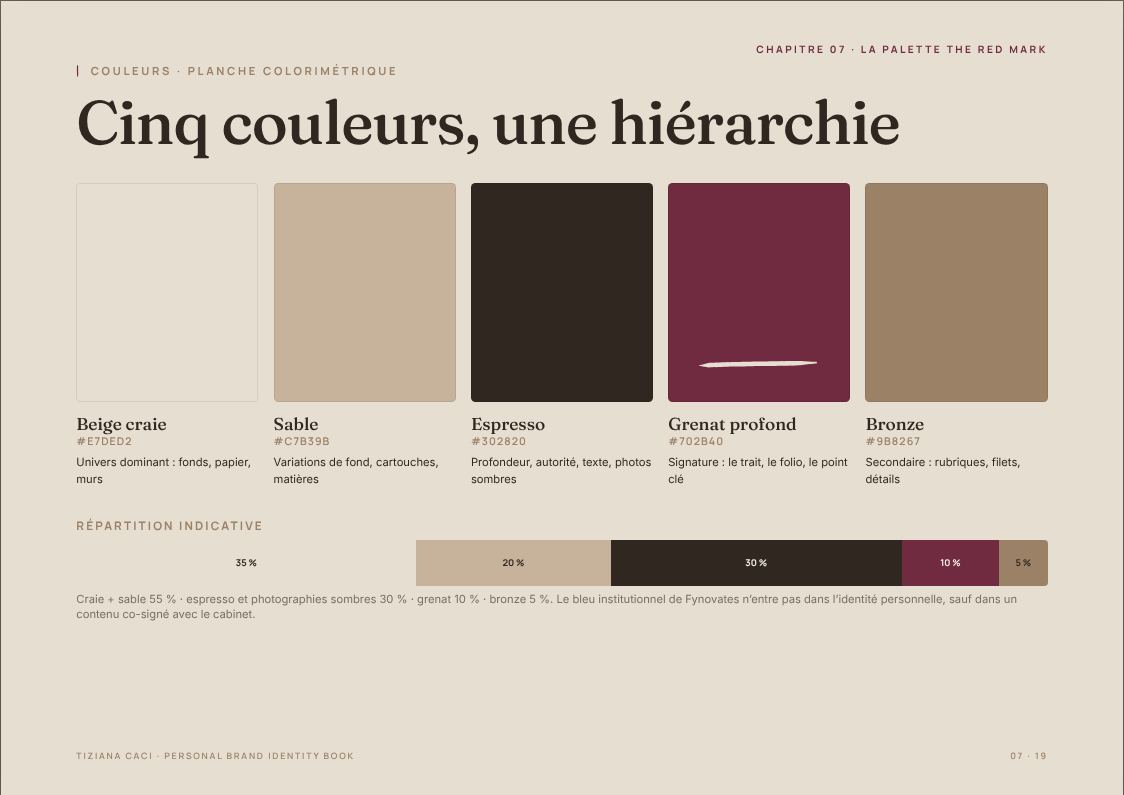 CHAPITRE 07 · LA PALETTE THE RED MARK
COULEURS · PLANCHE COLORIMÉTRIQUE
Cinq couleurs, une hiérarchie
Beige craie
#E7DED2
Univers dominant : fonds, papier,
murs
Sable
#C7B39B
Variations de fond, cartouches,
matières
Espresso
#302820
Profondeur, autorité, texte, photos
sombres
Grenat profond
#702B40
Signature : le trait, le folio, le point
clé
Bronze
#9B8267
Secondaire : rubriques, filets,
détails
RÉPARTITION INDICATIVE
35 %
20 %
30 %
10 %
5 %
Craie + sable 55 % · espresso et photographies sombres 30 % · grenat 10 % · bronze 5 %. Le bleu institutionnel de Fynovates n’entre pas dans l’identité personnelle, sauf dans un
contenu co-signé avec le cabinet.
TIZIANA CACI · PERSONAL BRAND IDENTITY BOOK
07 · 19